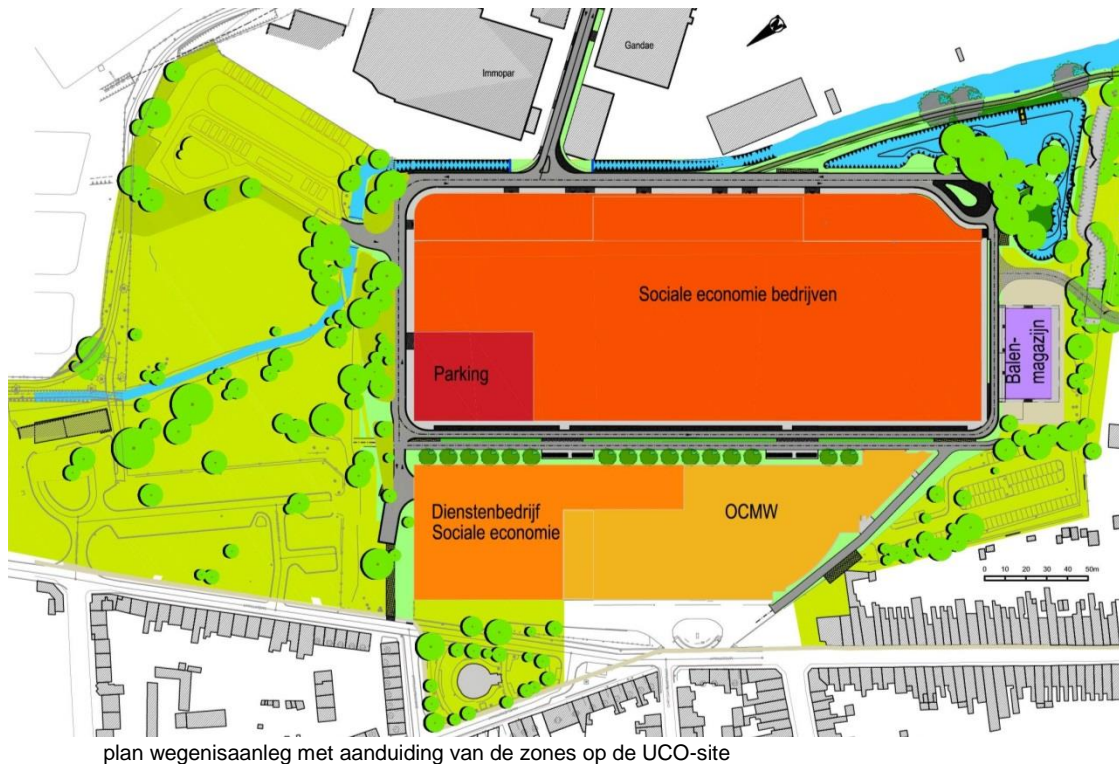 Immopar
Gandae
N
Sociale economie bedrijven
Parking
Balen-
magazijn
Dienstenbedrijf
Sociale economie
OCMW
0 10 20 30 40 50m
plan wegenisaanleg met aanduiding van de zones op de UCO-site